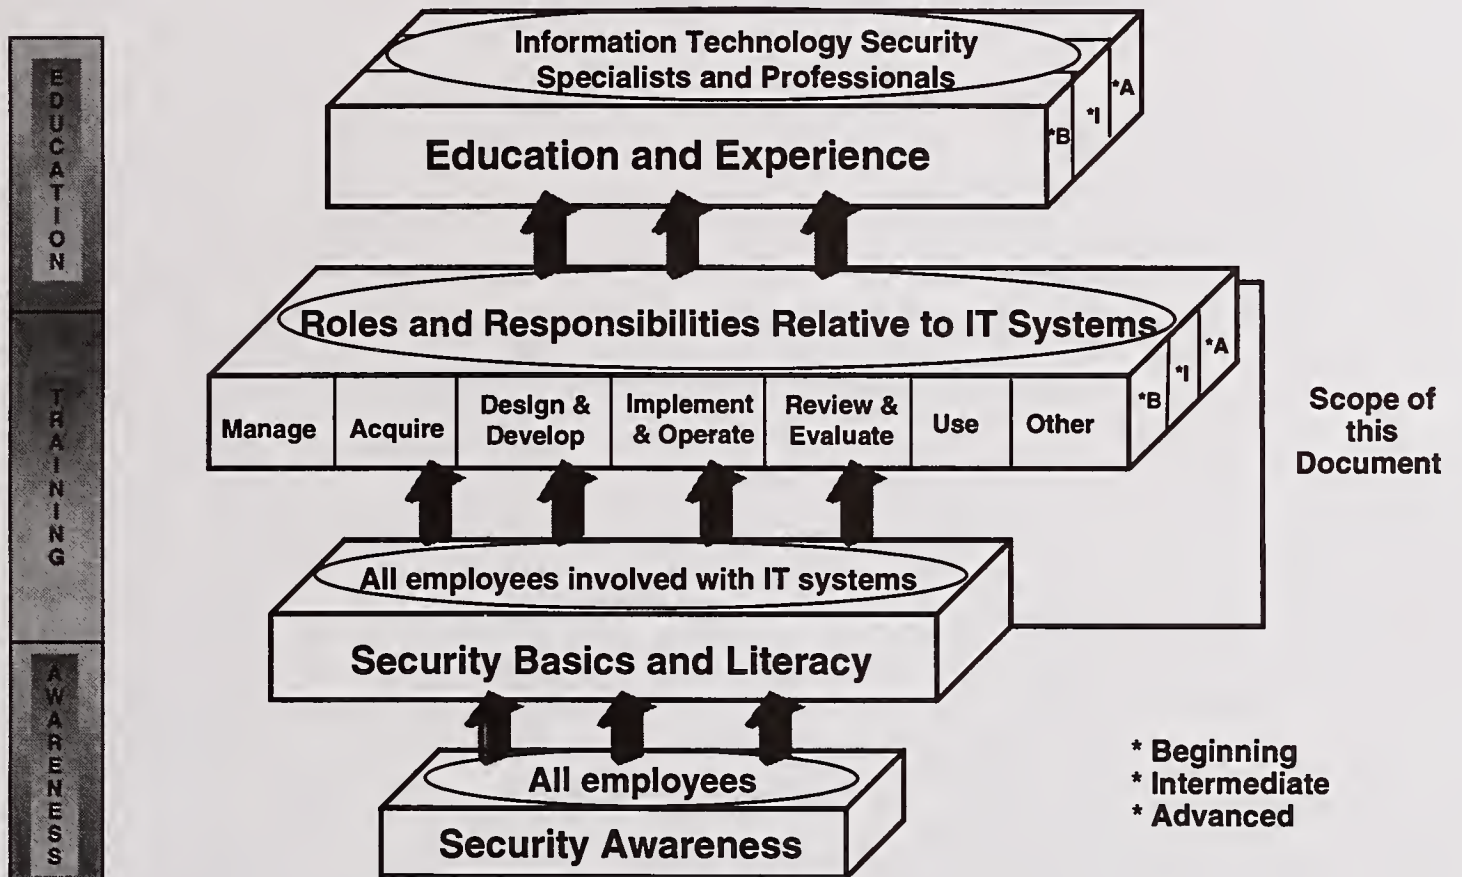 EDUCATION
TRAINING
AWARENESS
Information Technology Security
Specialists and Professionals
Education and Experience
*B
*I
*A
Roles and Responsibilities Relative to IT Systems
Manage
Acquire
Design &
Develop
Implement
& Operate
Review &
Evaluate
Use
Other
*B
*I
*A
Scope of
this
Document
All employees involved with IT systems
Security Basics and Literacy
All employees
Security Awareness
* Beginning
* Intermediate
* Advanced